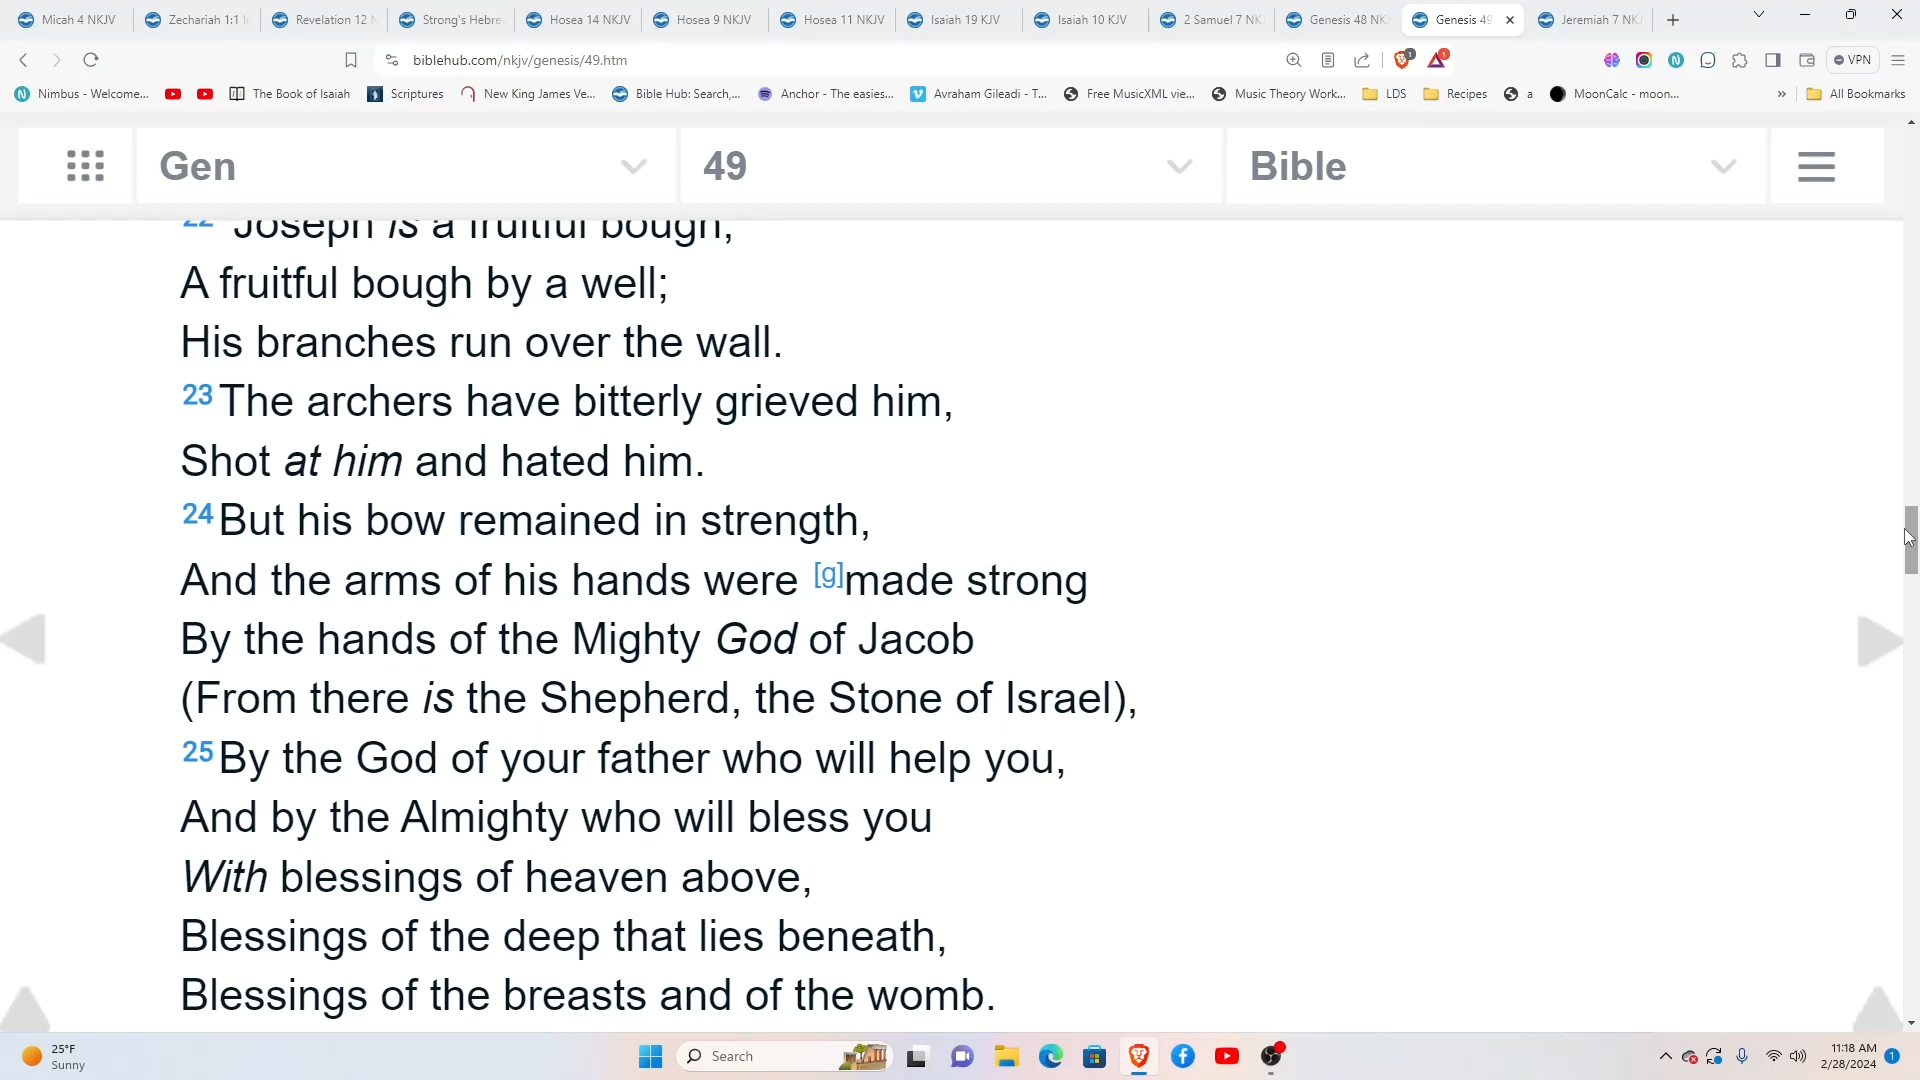 Micah 4 NKJV
Zechariah 1:1 I
Revelation 12 N
Strong's Hebre
Hosea 14 NKJV
Hosea 9 NKJV
Hosea 11 NKJV
Isaiah 19 KJV
Isaiah 10 KJV
2 Samuel 7 NK
Genesis 48 NK
Genesis 49
Jeremiah 7 NK
biblehub.com/nkjv/genesis/49.htm
1
1
VPN
Nimbus - Welcome...
The Book of Isaiah
Scriptures
New King James Ve...
Bible Hub: Search,...
Anchor - The easies...
Avraham Gileadi - T...
Free MusicXML vie...
Music Theory Work...
LDS
Recipes
a
MoonCalc - moon...
»
All Bookmarks
Gen
49
Bible
22 "Joseph is a fruitful bough,
A fruitful bough by a well;
His branches run over the wall.
23 The archers have bitterly grieved him,
Shot at him and hated him.
24 But his bow remained in strength,
And the arms of his hands were [g]made strong
By the hands of the Mighty God of Jacob
(From there is the Shepherd, the Stone of Israel),
25 By the God of your father who will help you,
And by the Almighty who will bless you
With blessings of heaven above,
Blessings of the deep that lies beneath,
Blessings of the breasts and of the womb.
25°F
Sunny
Search
11:18 AM
2/28/2024
1